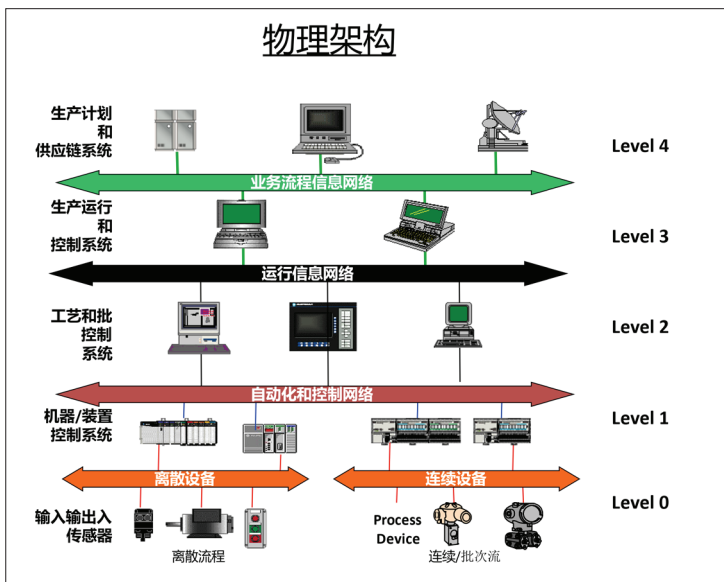 物理架构
生产计划
和
供应链系统
Level 4
业务流程信息网络
生产运行
和
控制系统
Level 3
运行信息网络
工艺和批
控制
系统
Level 2
自动化和控制网络
机器/装置
控制系统
Level 1
离散设备
连续设备
输入输出入
传感器
Level 0
离散流程
Process
Device
连续/批次流